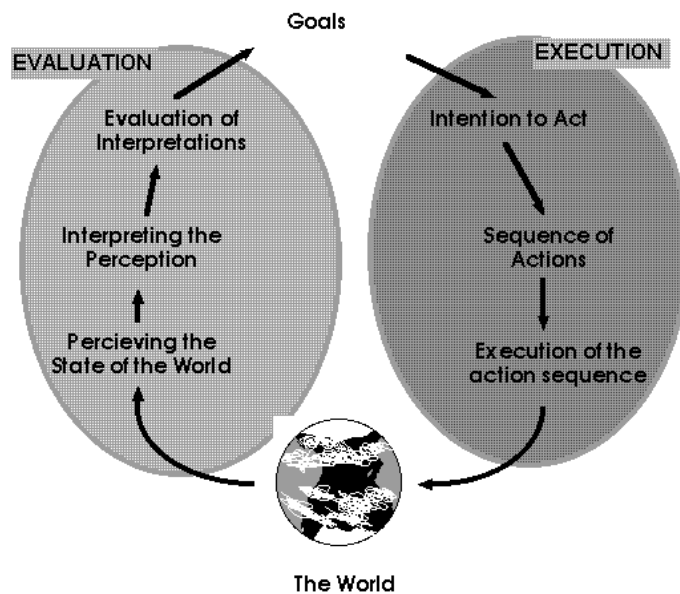 Goals
EVALUATION
EXECUTION
Evaluation of
Interpretations
Intention to Act
Interpreting the
Perception
Sequence of
Actions
Percieving the
State of the World
Execution of the
action sequence
The World